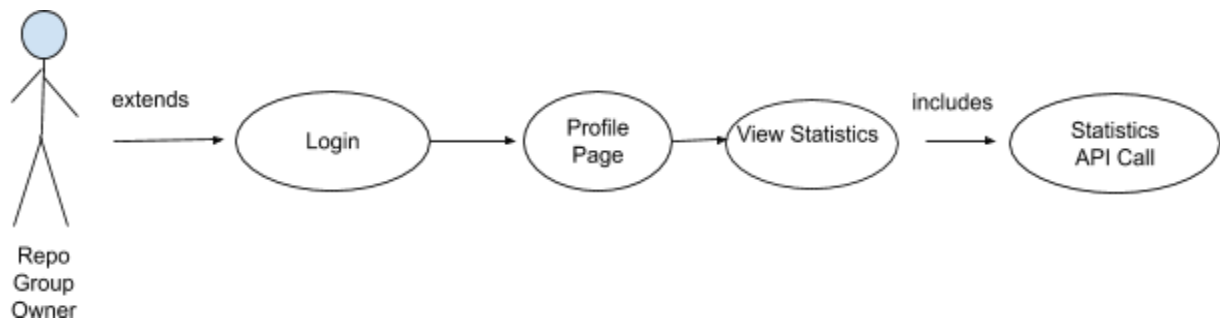 extends
Login
Profile
Page
View Statistics
includes
Statistics
API Call
Repo
Group
Owner